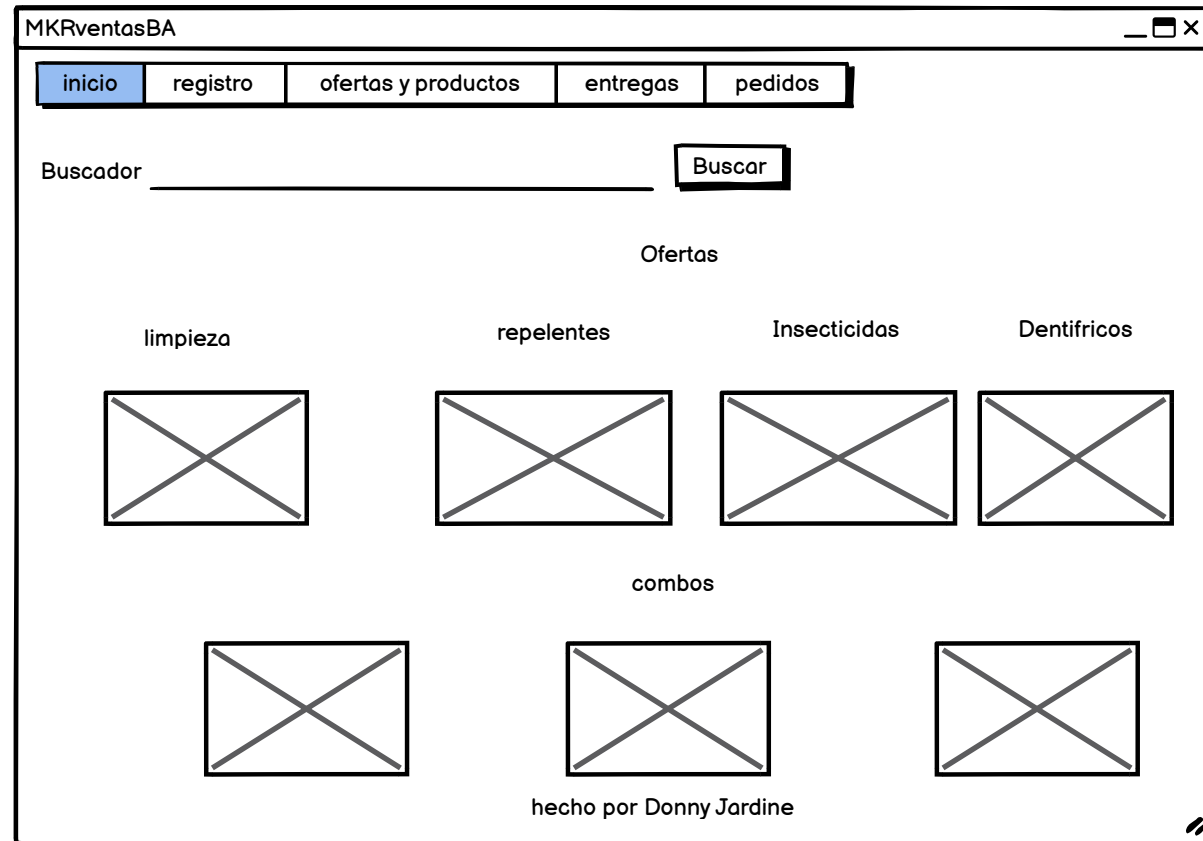 MKRventasBA
inicio registro ofertas y productos entregas pedidos
Buscador Buscar
Ofertas
limpieza repelentes Insecticidas Dentifricos
combos
hecho por Donny Jardine